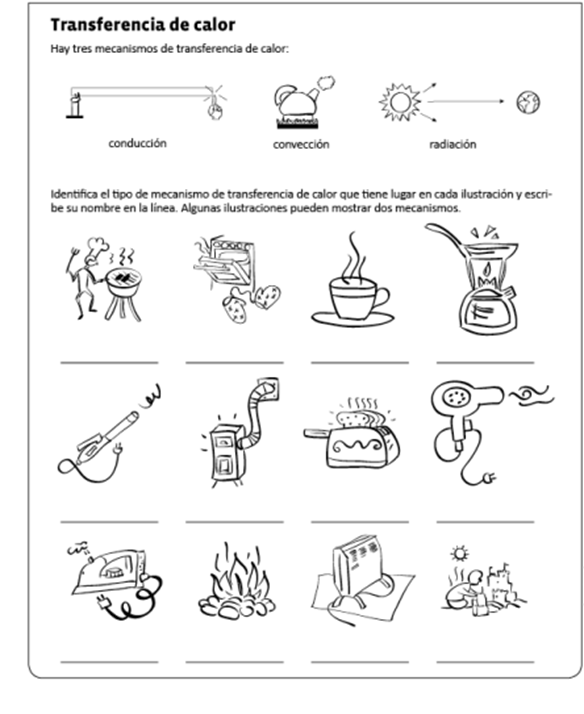 Transferencia de calor
Hay tres mecanismos de transferencia de calor:
conducción
convección
radiación
Identifica el tipo de mecanismo de transferencia de calor que tiene lugar en cada ilustración y escri-
be su nombre en la línea. Algunas ilustraciones pueden mostrar dos mecanismos.